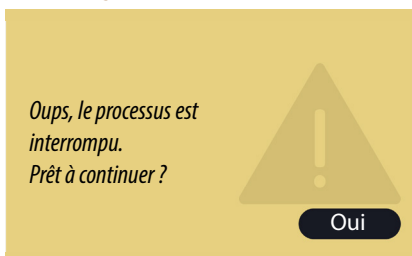 Oups, le processus est
interrompu.
Prêt à continuer ?
Oui